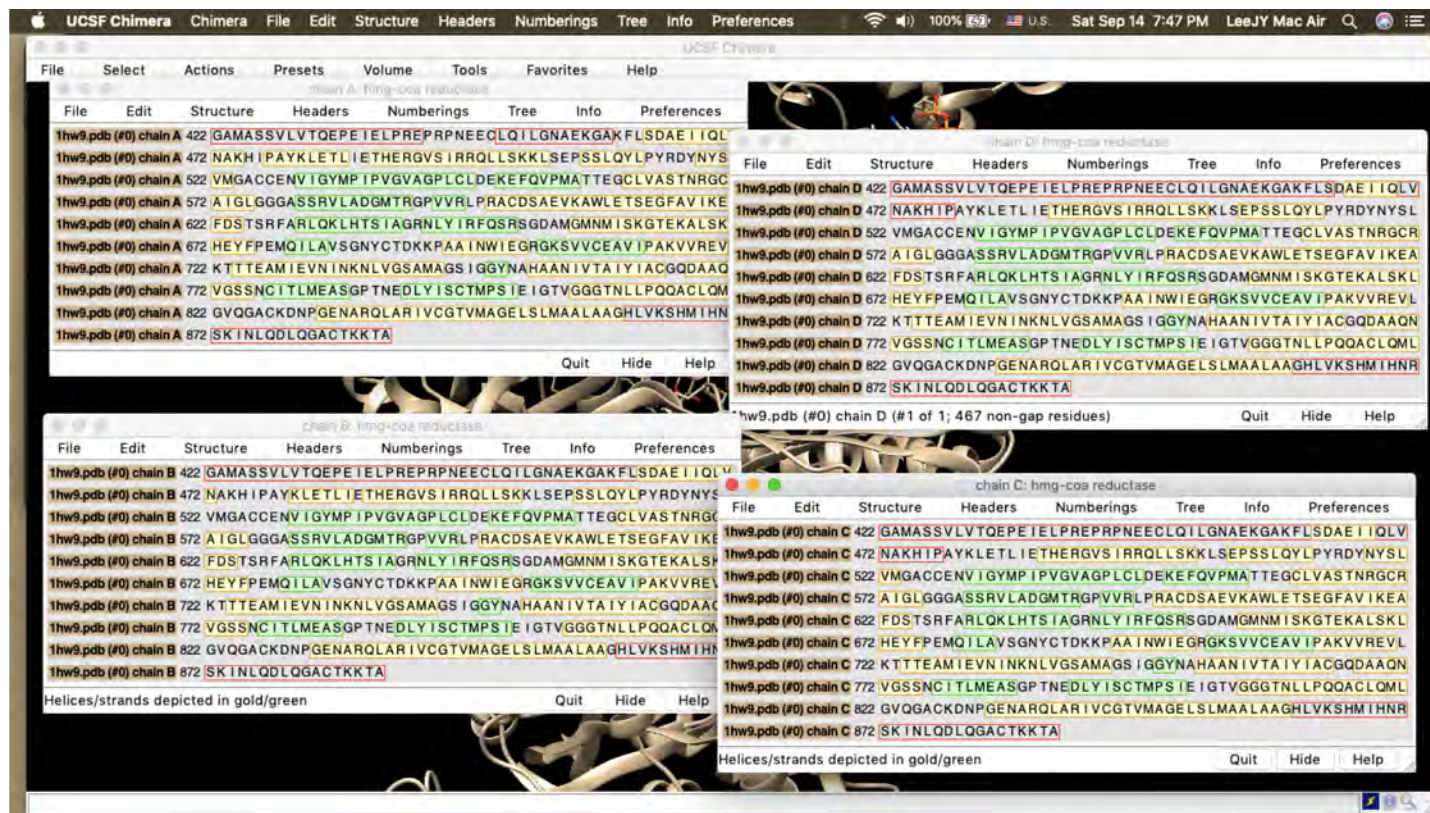 UCSF Chimera Chimera File Edit Structure Headers Numberings Tree Info Preferences 100% U.S. Sat Sep 14 7:47 PM LeeJY Mac Air
UCSF Chimera
File Select Actions Presets Volume Tools Favorites Help
chain A: hmg-coa reductase
File Edit Structure Headers Numberings Tree Info Preferences
1hw9.pdb (#0) chain A 422 GAMASSVLVTQEPEIELPREPRPNEECLQILGNAEKGAKFLSDAEIIQL
1hw9.pdb (#0) chain A 472 NAKHIPAYKLETLIETHERGVSIRRQLLSKKLSEPSSLQYLPYRDYNYS
1hw9.pdb (#0) chain A 522 VMGACCENVIGYMPIPVGVAGPLCLDEKEFQVPMATTEGCLVASTNRGC
1hw9.pdb (#0) chain A 572 AIGLGGGASSRVLADGMTRGPVVRLPRACDSAEVKAWLETSEGFAVIKE
1hw9.pdb (#0) chain A 622 FDSTSRFARLQKLHTSIAGRNLYIRFQSRSGDAMGMNMISKGTEKALSK
1hw9.pdb (#0) chain A 672 HEYFPEMQILAVSGNYCTDKKPAAINWIEGRGKSVVCEAVIPAKVVREV
1hw9.pdb (#0) chain A 722 KTTTEAMIEVNINKNLVGSAMAGSIGGYNAHAANIVTAIYIACGQDAAQ
1hw9.pdb (#0) chain A 772 VGSSNCITLMEASGPTNEDLYISCTMPSIEIGTVGGGTNLLPQQACLQM
1hw9.pdb (#0) chain A 822 GVQGACKDNPGENARQLARIVCGTVMAGELSLMAALAAGHLVKSHMIHN
1hw9.pdb (#0) chain A 872 SKINLQDLQGACTKKTA
Quit Hide Help
chain D: hmg-coa reductase
File Edit Structure Headers Numberings Tree Info Preferences
1hw9.pdb (#0) chain D 422 GAMASSVLVTQEPEIELPREPRPNEECLQILGNAEKGAKFLSDAEIIQLV
1hw9.pdb (#0) chain D 472 NAKHIPAYKLETLIETHERGVSIRRQLLSKKLSEPSSLQYLPYRDYNYSL
1hw9.pdb (#0) chain D 522 VMGACCENVIGYMPIPVGVAGPLCLDEKEFQVPMATTEGCLVASTNRGCR
1hw9.pdb (#0) chain D 572 AIGLGGGASSRVLADGMTRGPVVRLPRACDSAEVKAWLETSEGFAVIKEA
1hw9.pdb (#0) chain D 622 FDSTSRFARLQKLHTSIAGRNLYIRFQSRSGDAMGMNMISKGTEKALSKL
1hw9.pdb (#0) chain D 672 HEYFPEMQILAVSGNYCTDKKPAAINWIEGRGKSVVCEAVIPAKVVREVL
1hw9.pdb (#0) chain D 722 KTTTEAMIEVNINKNLVGSAMAGSIGGYNAHAANIVTAIYIACGQDAAQN
1hw9.pdb (#0) chain D 772 VGSSNCITLMEASGPTNEDLYISCTMPSIEIGTVGGGTNLLPQQACLQML
1hw9.pdb (#0) chain D 822 GVQGACKDNPGENARQLARIVCGTVMAGELSLMAALAAGHLVKSHMIHNR
1hw9.pdb (#0) chain D 872 SKINLQDLQGACTKKTA
1hw9.pdb (#0) chain D (#1 of 1; 467 non-gap residues) Quit Hide Help
chain B: hmg-coa reductase
File Edit Structure Headers Numberings Tree Info Preferences
1hw9.pdb (#0) chain B 422 GAMASSVLVTQEPEIELPREPRPNEECLQILGNAEKGAKFLSDAEIIQLV
1hw9.pdb (#0) chain B 472 NAKHIPAYKLETLIETHERGVSIRRQLLSKKLSEPSSLQYLPYRDYNYS
1hw9.pdb (#0) chain B 522 VMGACCENVIGYMPIPVGVAGPLCLDEKEFQVPMATTEGCLVASTNRGC
1hw9.pdb (#0) chain B 572 AIGLGGGASSRVLADGMTRGPVVRLPRACDSAEVKAWLETSEGFAVIKE
1hw9.pdb (#0) chain B 622 FDSTSRFARLQKLHTSIAGRNLYIRFQSRSGDAMGMNMISKGTEKALSK
1hw9.pdb (#0) chain B 672 HEYFPEMQILAVSGNYCTDKKPAAINWIEGRGKSVVCEAVIPAKVVREV
1hw9.pdb (#0) chain B 722 KTTTEAMIEVNINKNLVGSAMAGSIGGYNAHAANIVTAIYIACGQDAAQ
1hw9.pdb (#0) chain B 772 VGSSNCITLMEASGPTNEDLYISCTMPSIEIGTVGGGTNLLPQQACLQM
1hw9.pdb (#0) chain B 822 GVQGACKDNPGENARQLARIVCGTVMAGELSLMAALAAGHLVKSHMIHN
1hw9.pdb (#0) chain B 872 SKINLQDLQGACTKKTA
Helices/strands depicted in gold/green Quit Hide Help
chain C: hmg-coa reductase
File Edit Structure Headers Numberings Tree Info Preferences
1hw9.pdb (#0) chain C 422 GAMASSVLVTQEPEIELPREPRPNEECLQILGNAEKGAKFLSDAEIIQLV
1hw9.pdb (#0) chain C 472 NAKHIPAYKLETLIETHERGVSIRRQLLSKKLSEPSSLQYLPYRDYNYSL
1hw9.pdb (#0) chain C 522 VMGACCENVIGYMPIPVGVAGPLCLDEKEFQVPMATTEGCLVASTNRGCR
1hw9.pdb (#0) chain C 572 AIGLGGGASSRVLADGMTRGPVVRLPRACDSAEVKAWLETSEGFAVIKEA
1hw9.pdb (#0) chain C 622 FDSTSRFARLQKLHTSIAGRNLYIRFQSRSGDAMGMNMISKGTEKALSKL
1hw9.pdb (#0) chain C 672 HEYFPEMQILAVSGNYCTDKKPAAINWIEGRGKSVVCEAVIPAKVVREVL
1hw9.pdb (#0) chain C 722 KTTTEAMIEVNINKNLVGSAMAGSIGGYNAHAANIVTAIYIACGQDAAQN
1hw9.pdb (#0) chain C 772 VGSSNCITLMEASGPTNEDLYISCTMPSIEIGTVGGGTNLLPQQACLQML
1hw9.pdb (#0) chain C 822 GVQGACKDNPGENARQLARIVCGTVMAGELSLMAALAAGHLVKSHMIHNR
1hw9.pdb (#0) chain C 872 SKINLQDLQGACTKKTA
Helices/strands depicted in gold/green Quit Hide Help